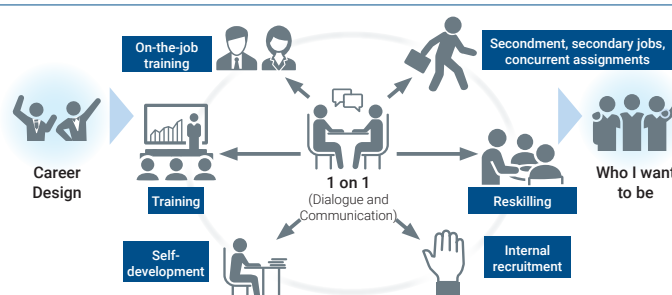 On-the-job
training
Secondment, secondary jobs,
concurrent assignments
Career
Design
1 on 1
(Dialogue and
Communication)
Who I want
to be
Training
Reskilling
Self-
development
Internal
recruitment